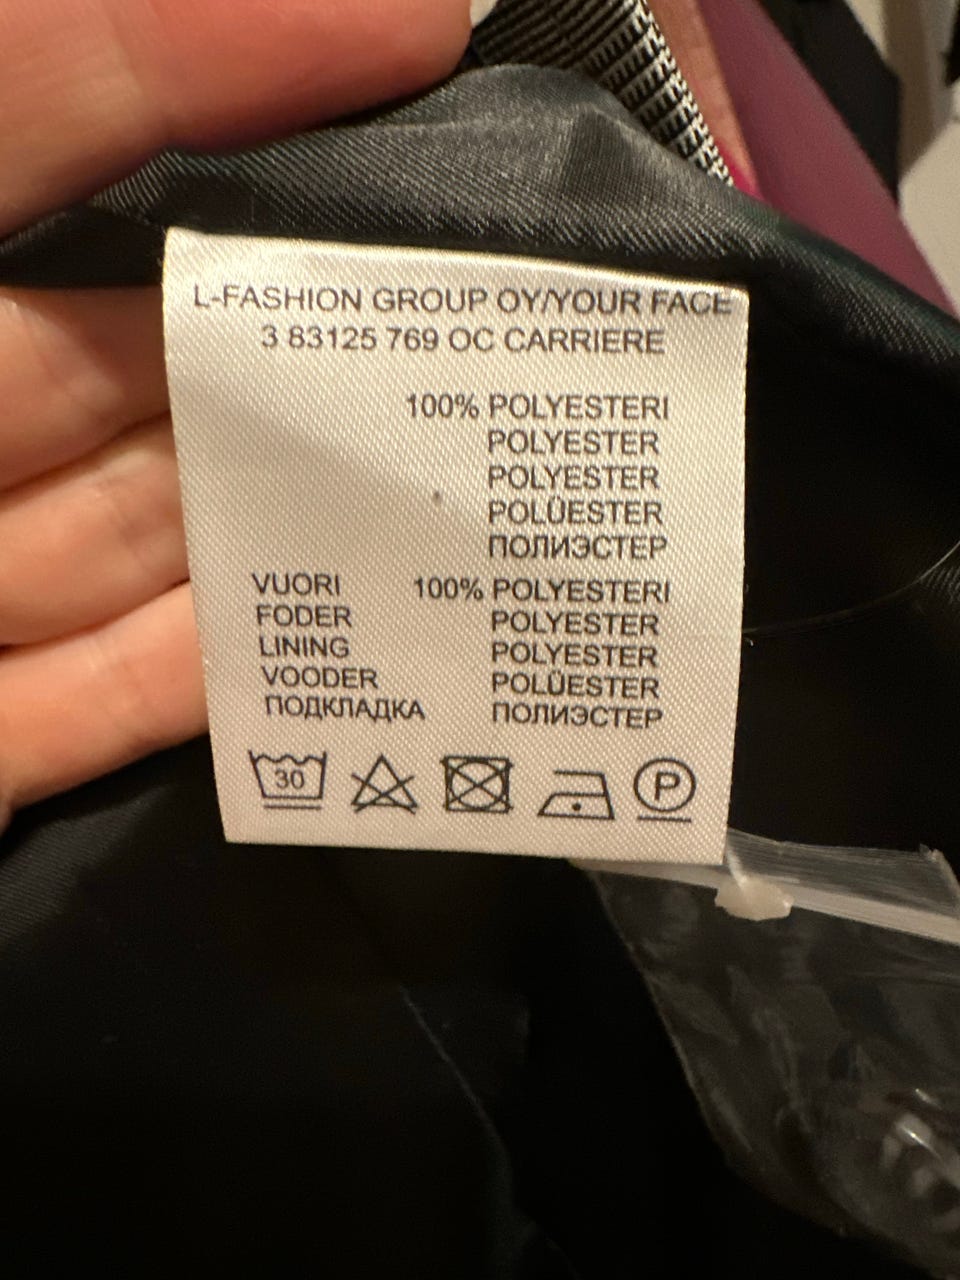 L-FASHION GROUP OY/YOUR FACE
3 83125 769 OC CARRIERE
100% POLYESTERI
POLYESTER
POLYESTER
POLÜESTER
ПОЛИЭСТЕР
VUORI 100% POLYESTERI
FODER POLYESTER
LINING POLYESTER
VOODER POLÜESTER
ПОДКЛАДКА ПОЛИЭСТЕР
30 P